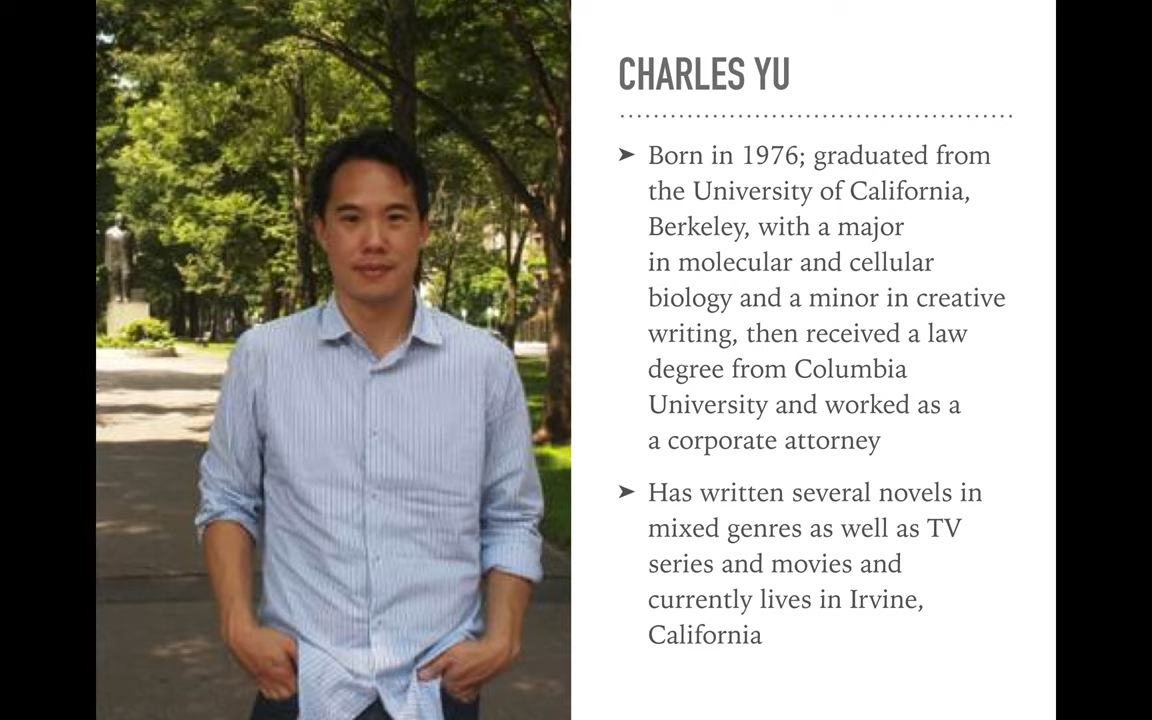 CHARLES YU
➤ Born in 1976; graduated from
the University of California,
Berkeley, with a major
in molecular and cellular
biology and a minor in creative
writing, then received a law
degree from Columbia
University and worked as a
a corporate attorney
➤ Has written several novels in
mixed genres as well as TV
series and movies and
currently lives in Irvine,
California